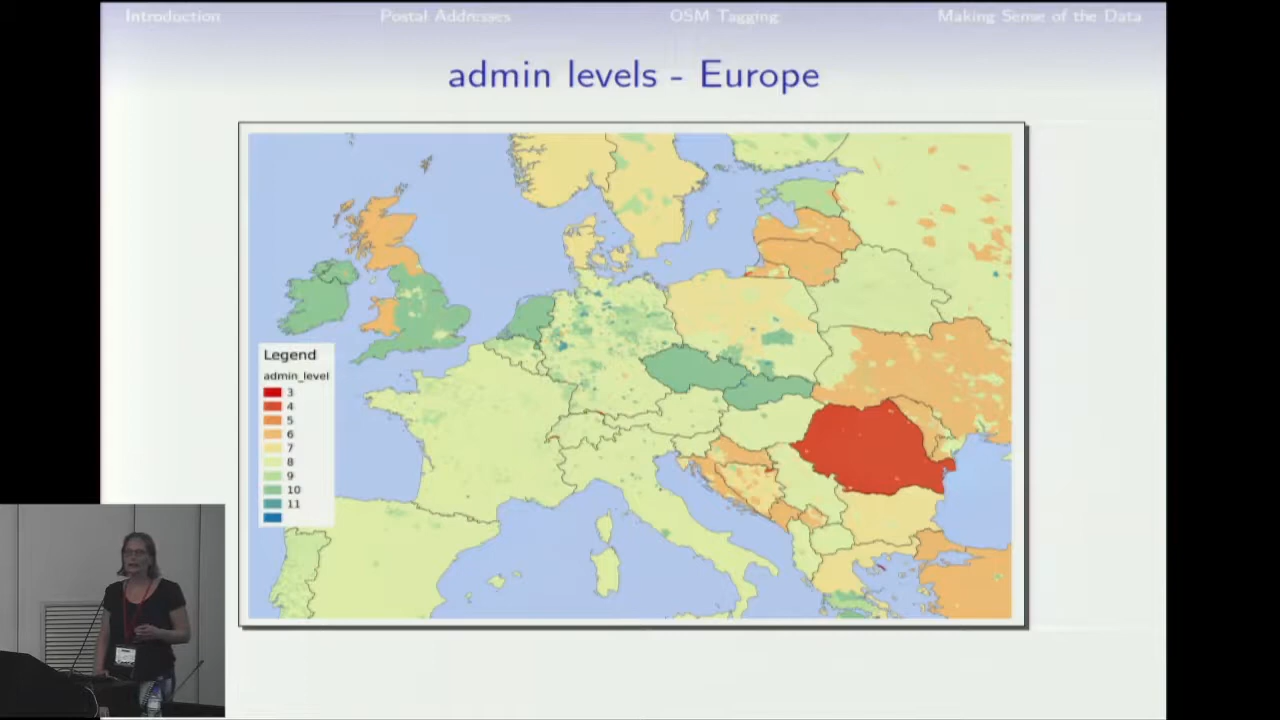 Introduction Postal Addresses OSM Tagging Making Sense of the Data
admin levels - Europe
Legend
admin_level
3
4
5
6
7
8
9
10
11